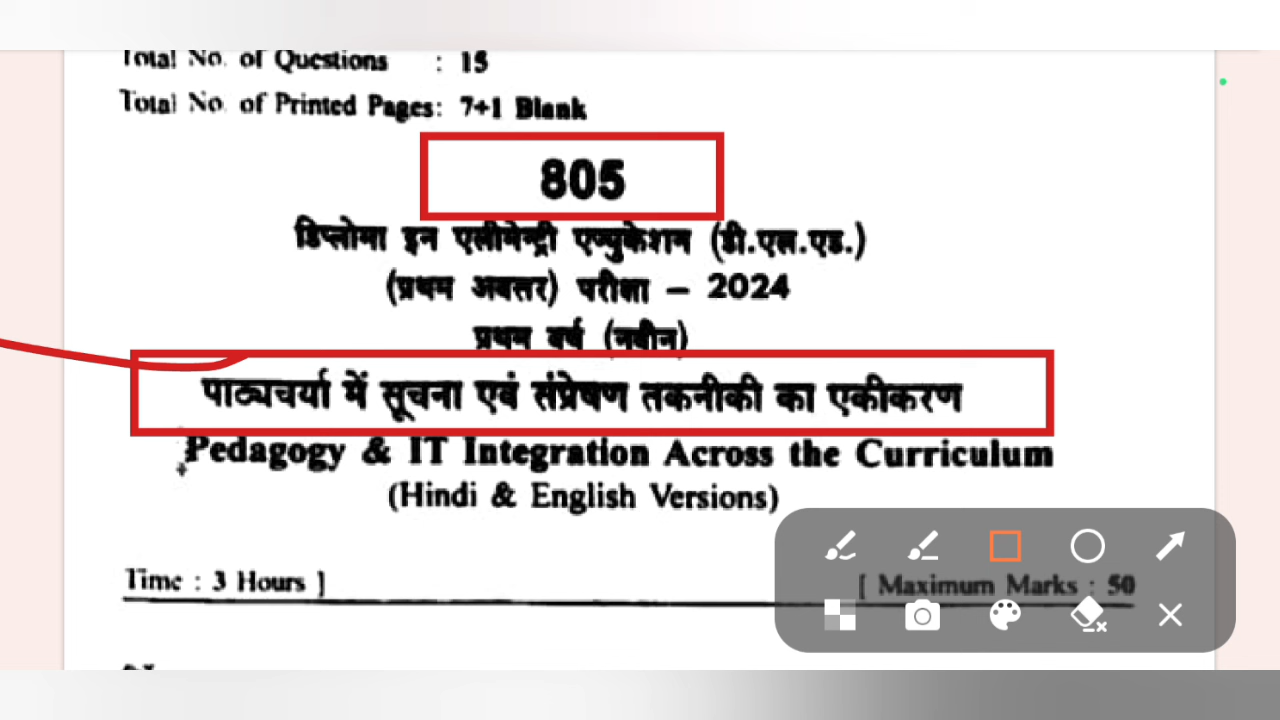 Total No. of Questions : 15
Total No. of Printed Pages: 7+1 Blank
805
डिप्लोमा इन एलीमेन्ट्री एज्युकेशन (डी.एल.एड.)
(प्रथम अवसर) परीक्षा – 2024
प्रथम वर्ष (नवीन)
पाठ्यचर्या में सूचना एवं संप्रेषण तकनीकी का एकीकरण
Pedagogy & IT Integration Across the Curriculum
(Hindi & English Versions)
Time : 3 Hours ]
[ Maximum Marks : 50